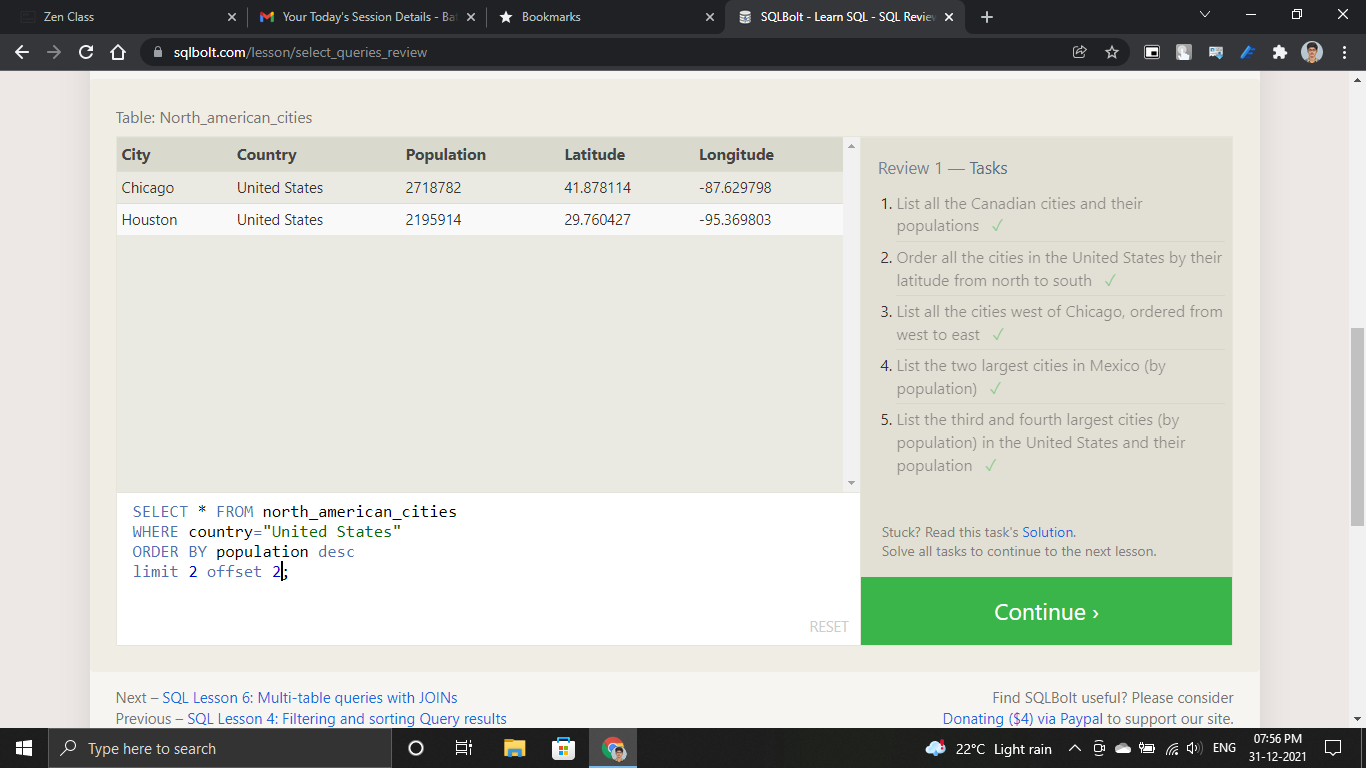 Zen Class
Your Today's Session Details - Ba
Bookmarks
SQLBolt - Learn SQL - SQL Review
sqlbolt.com/lesson/select_queries_review
Table: North_american_cities
City Country Population Latitude Longitude
Chicago United States 2718782 41.878114 -87.629798
Houston United States 2195914 29.760427 -95.369803
Review 1 — Tasks
1. List all the Canadian cities and their
populations ✓
2. Order all the cities in the United States by their
latitude from north to south ✓
3. List all the cities west of Chicago, ordered from
west to east ✓
4. List the two largest cities in Mexico (by
population) ✓
5. List the third and fourth largest cities (by
population) in the United States and their
population ✓
SELECT * FROM north_american_cities
WHERE country="United States"
ORDER BY population desc
limit 2 offset 2;
RESET
Stuck? Read this task's Solution.
Solve all tasks to continue to the next lesson.
Continue ›
Next – SQL Lesson 6: Multi-table queries with JOINs
Previous – SQL Lesson 4: Filtering and sorting Query results
Find SQLBolt useful? Please consider
Donating ($4) via Paypal to support our site.
Type here to search
22°C Light rain
ENG
07:56 PM
31-12-2021